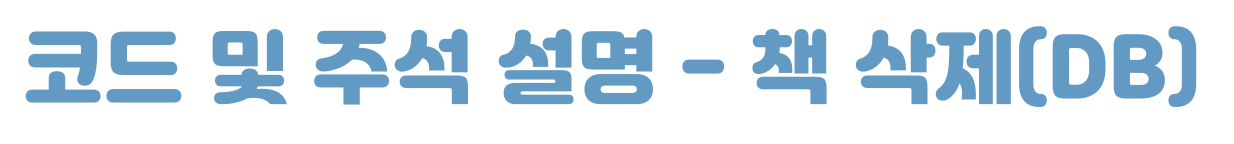 코드 및 주석 설명 - 책 삭제(DB)